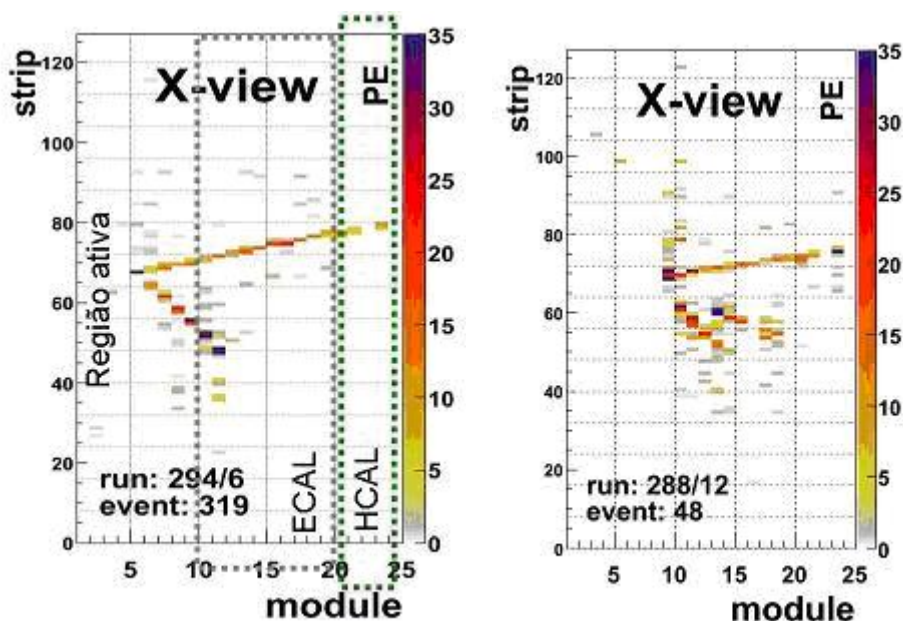 X-view
PE
strip
Região ativa
ECAL
HCAL
run: 294/6
event: 319
module
120
100
80
60
40
20
0
5
10
15
20
25
35
30
25
20
15
10
5
0
X-view
PE
strip
run: 288/12
event: 48
module
120
100
80
60
40
20
0
5
10
15
20
25
35
30
25
20
15
10
5
0